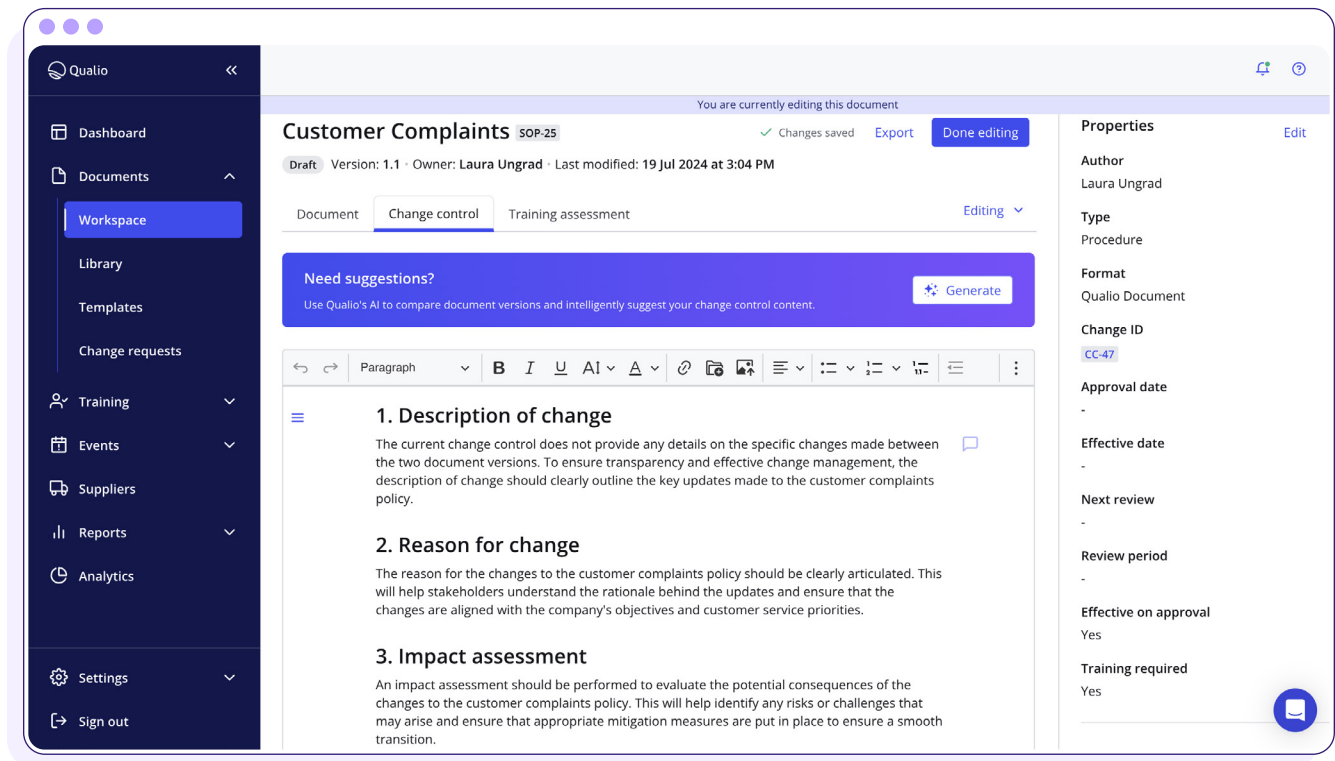 Qualio
Dashboard
Documents
Workspace
Library
Templates
Change requests
Training
Events
Suppliers
Reports
Analytics
Settings
Sign out
You are currently editing this document
Customer Complaints SOP-25
Changes saved Export Done editing
Draft Version: 1.1 · Owner: Laura Ungrad · Last modified: 19 Jul 2024 at 3:04 PM
Document Change control Training assessment Editing
Need suggestions?
Use Qualio's AI to compare document versions and intelligently suggest your change control content.
Generate
Paragraph
1. Description of change
The current change control does not provide any details on the specific changes made between
the two document versions. To ensure transparency and effective change management, the
description of change should clearly outline the key updates made to the customer complaints
policy.
2. Reason for change
The reason for the changes to the customer complaints policy should be clearly articulated. This
will help stakeholders understand the rationale behind the updates and ensure that the
changes are aligned with the company's objectives and customer service priorities.
3. Impact assessment
An impact assessment should be performed to evaluate the potential consequences of the
changes to the customer complaints policy. This will help identify any risks or challenges that
may arise and ensure that appropriate mitigation measures are put in place to ensure a smooth
transition.
Properties Edit
Author
Laura Ungrad
Type
Procedure
Format
Qualio Document
Change ID
CC-47
Approval date
-
Effective date
-
Next review
-
Review period
-
Effective on approval
Yes
Training required
Yes